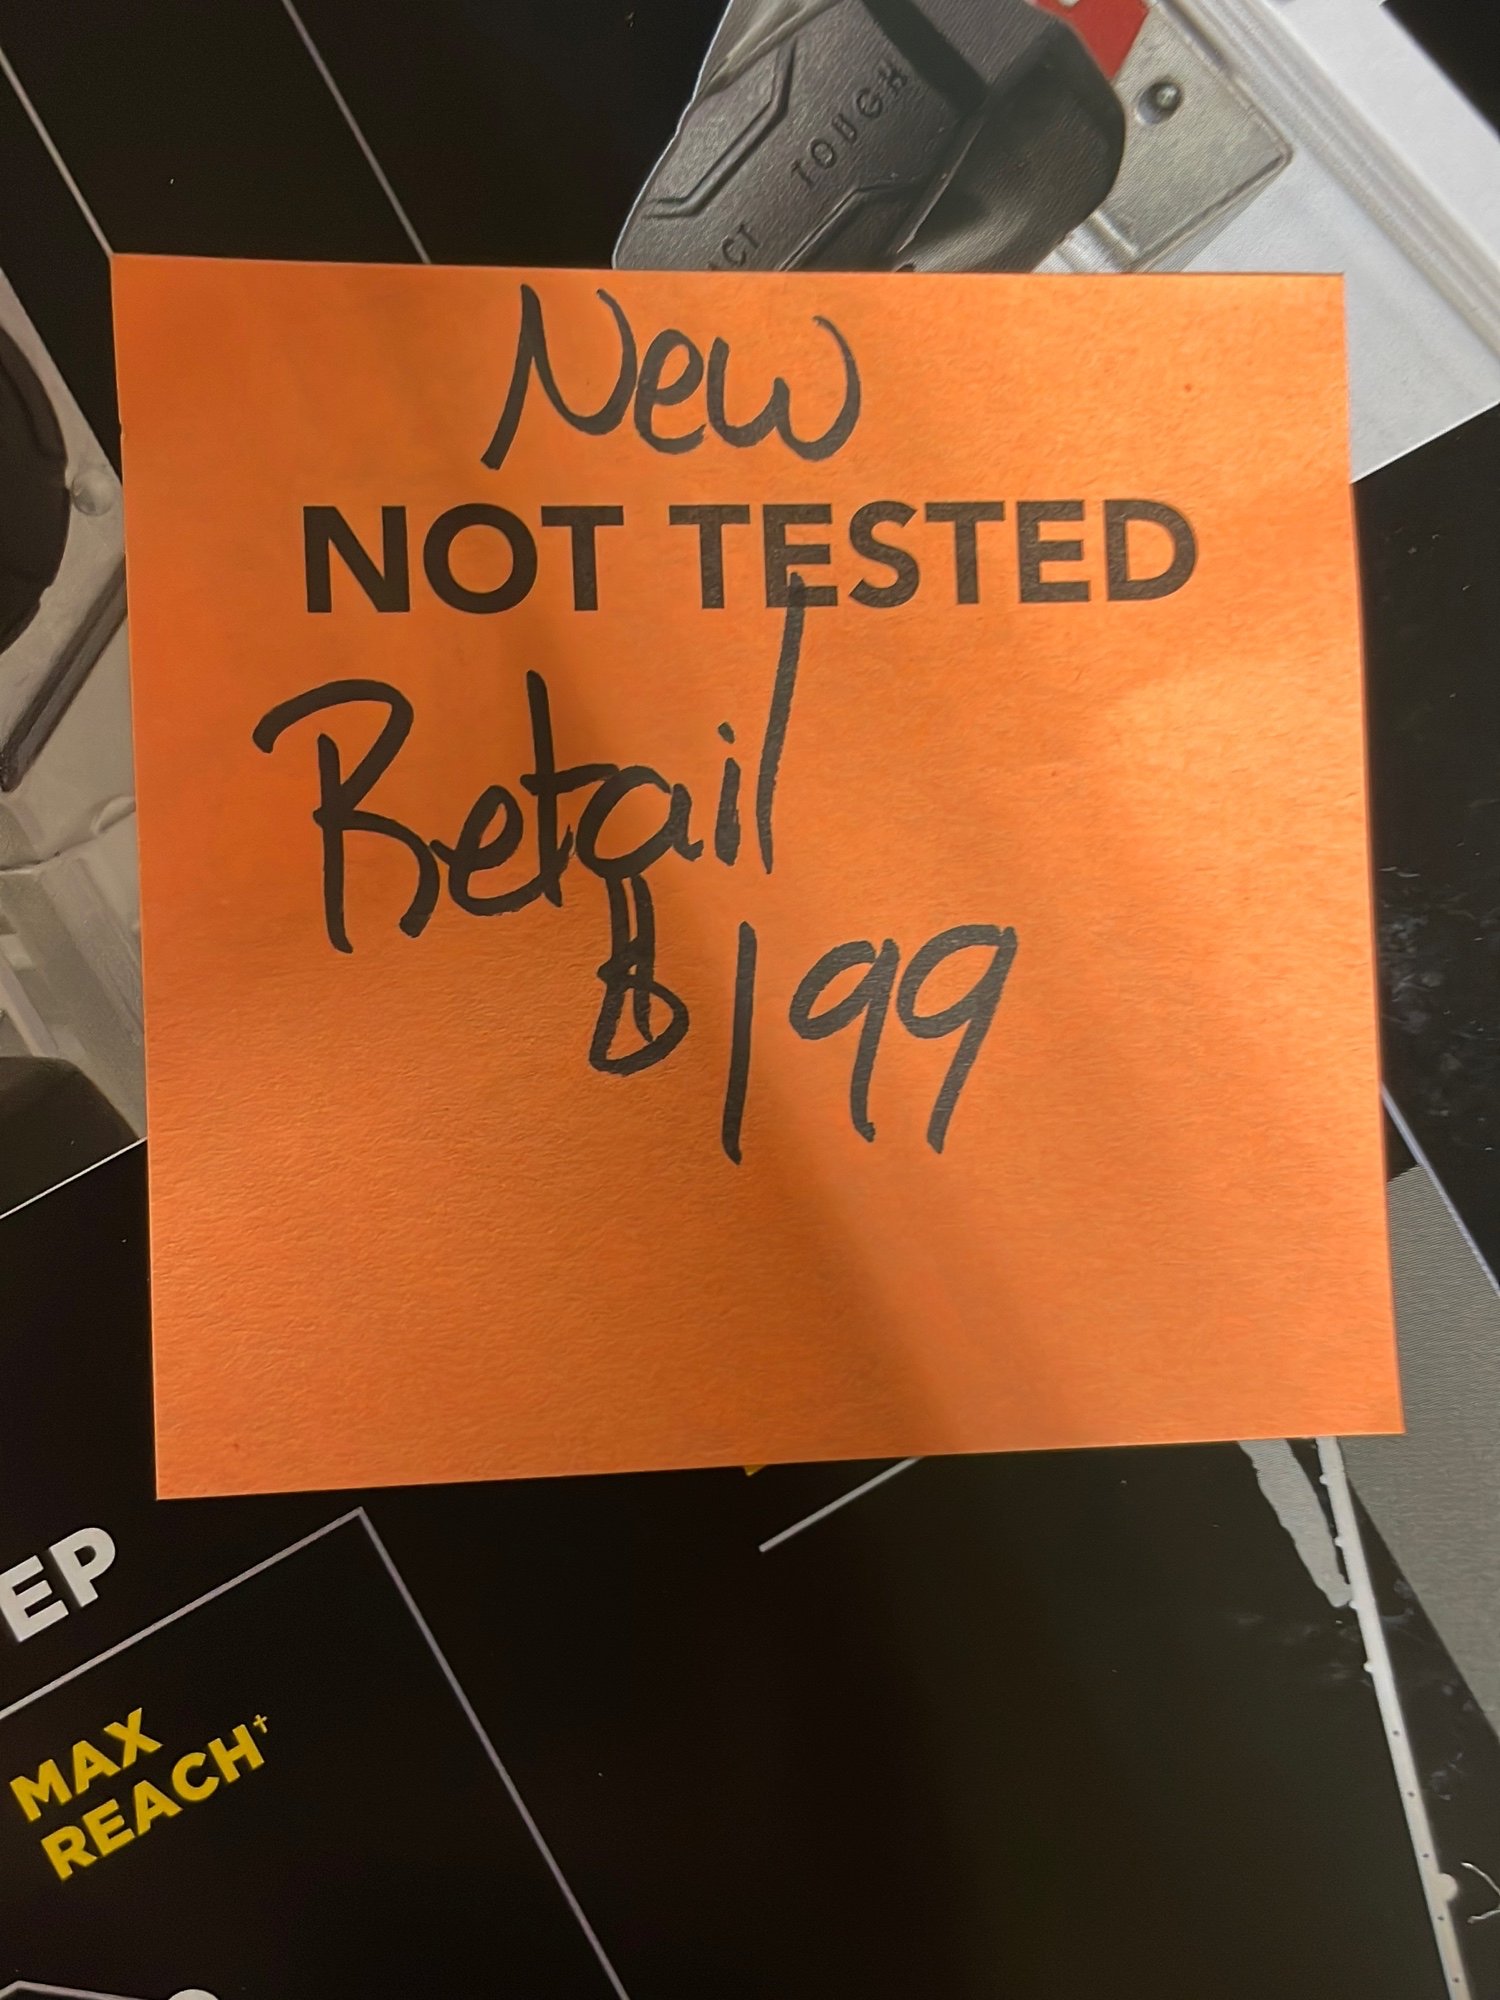 TOUGH
New
NOT TESTED
Retail
$199
EP
MAX
REACH†